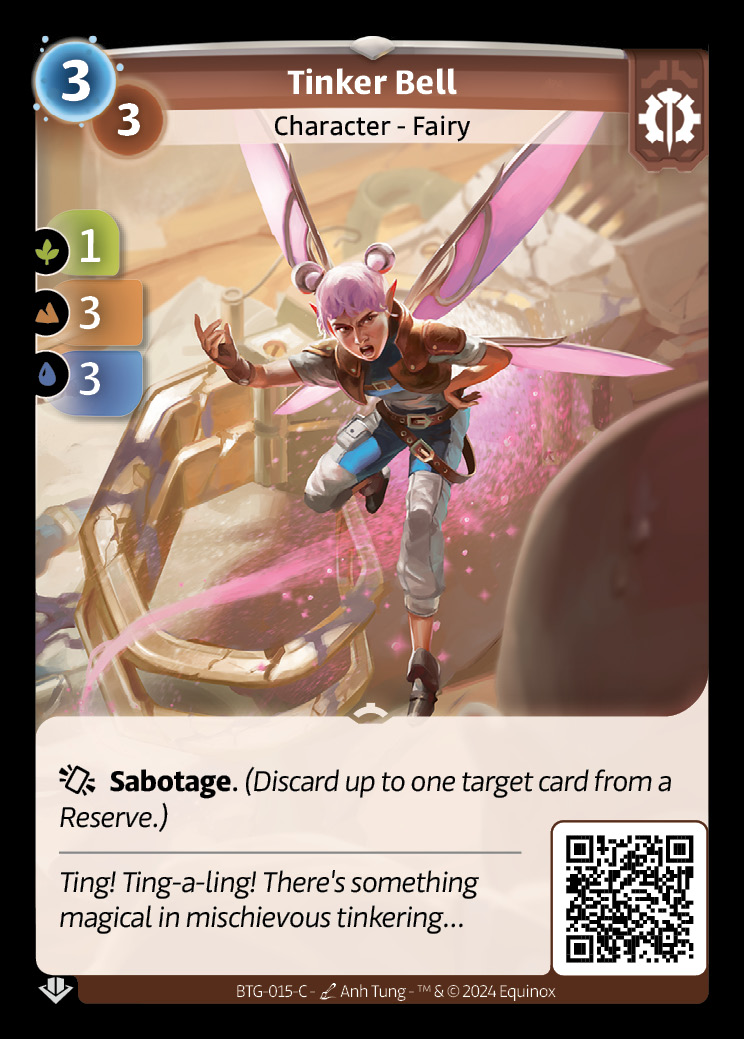 3
Tinker Bell
3
Character - Fairy
1
3
3
Sabotage. (Discard up to one target card from a
Reserve.)
Ting! Ting-a-ling! There's something
magical in mischievous tinkering...
BTG-015-C - Anh Tung - ™ & © 2024 Equinox